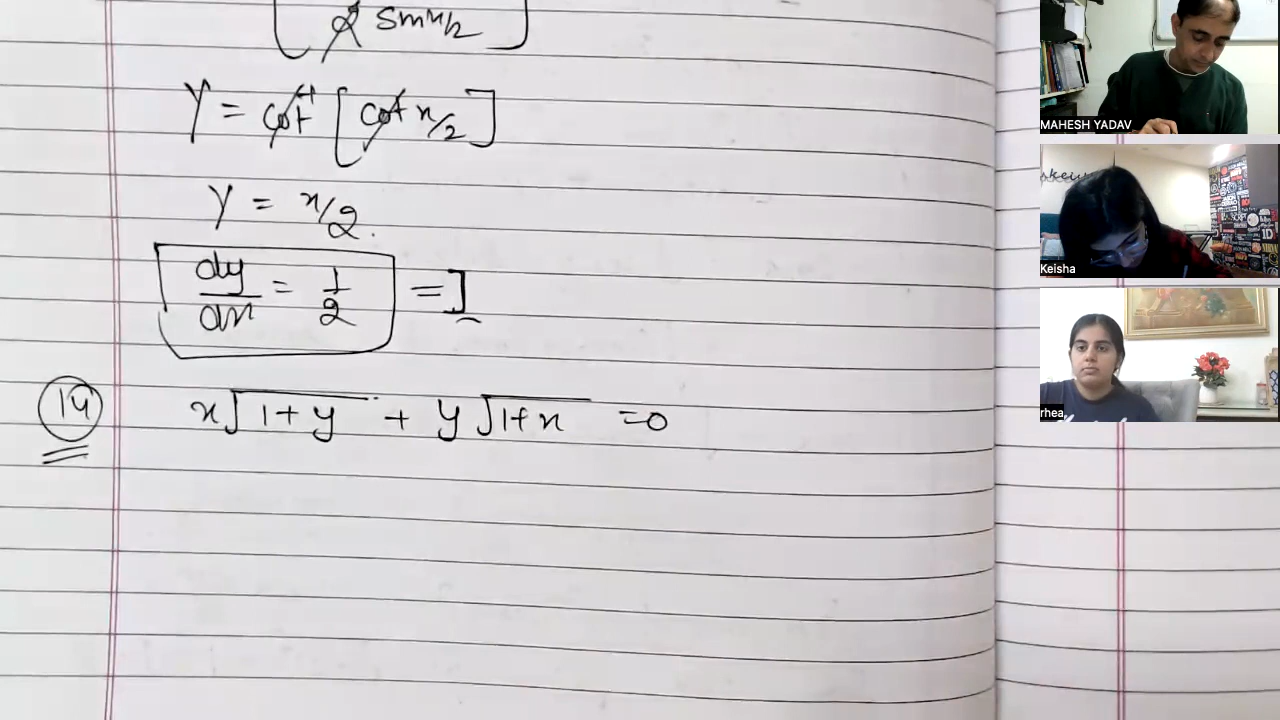 2 sin x/2
Y = cot⁻¹ [cot x/2]
Y = x/2.
dy/dx = 1/2 = ]
14 x√1+y + y√1+x = 0
MAHESH YADAV
Keisha
rhea